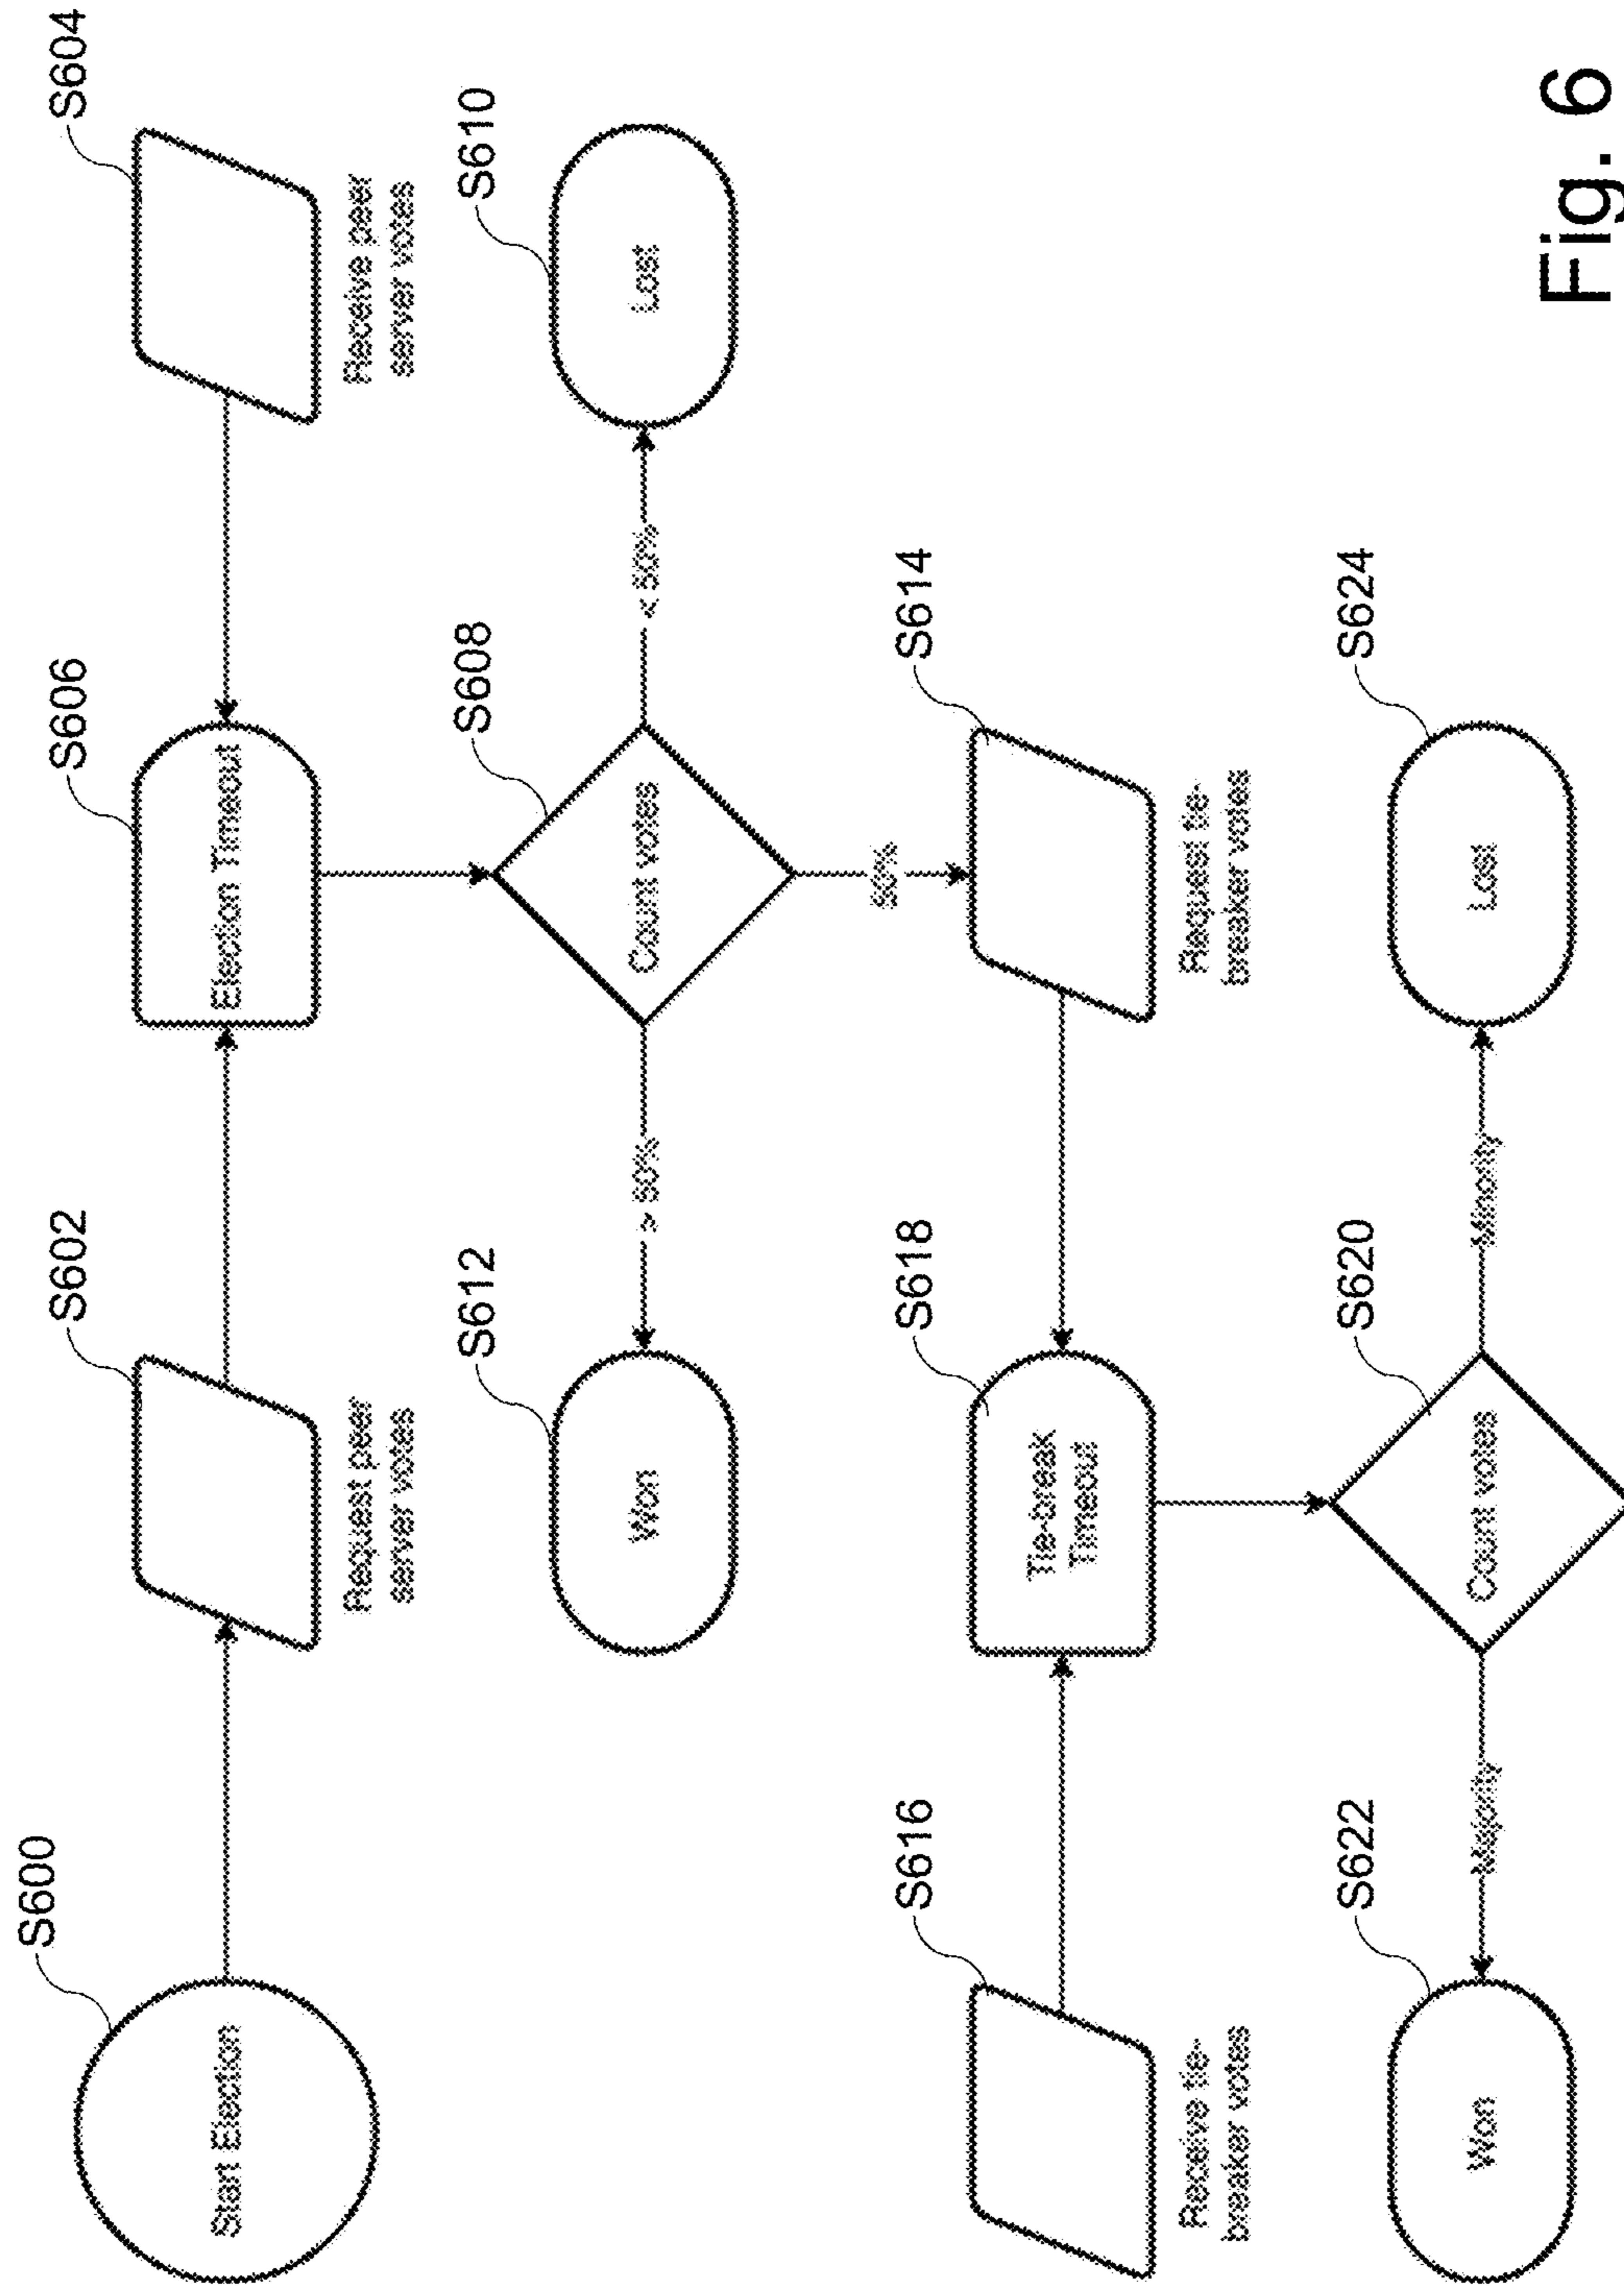 S600
Start Election
S602
Request peer
server votes
S606
Election Timeout
S604
Receive peer
server votes
S612
Won
> 50%
S608
Count votes
< 50%
S610
Lost
50%
S616
Receive tie-
breaker votes
S618
Tie-break
Timeout
S614
Request tie-
breaker votes
S622
Won
Majority
S620
Count votes
Minority
S624
Lost
Fig. 6